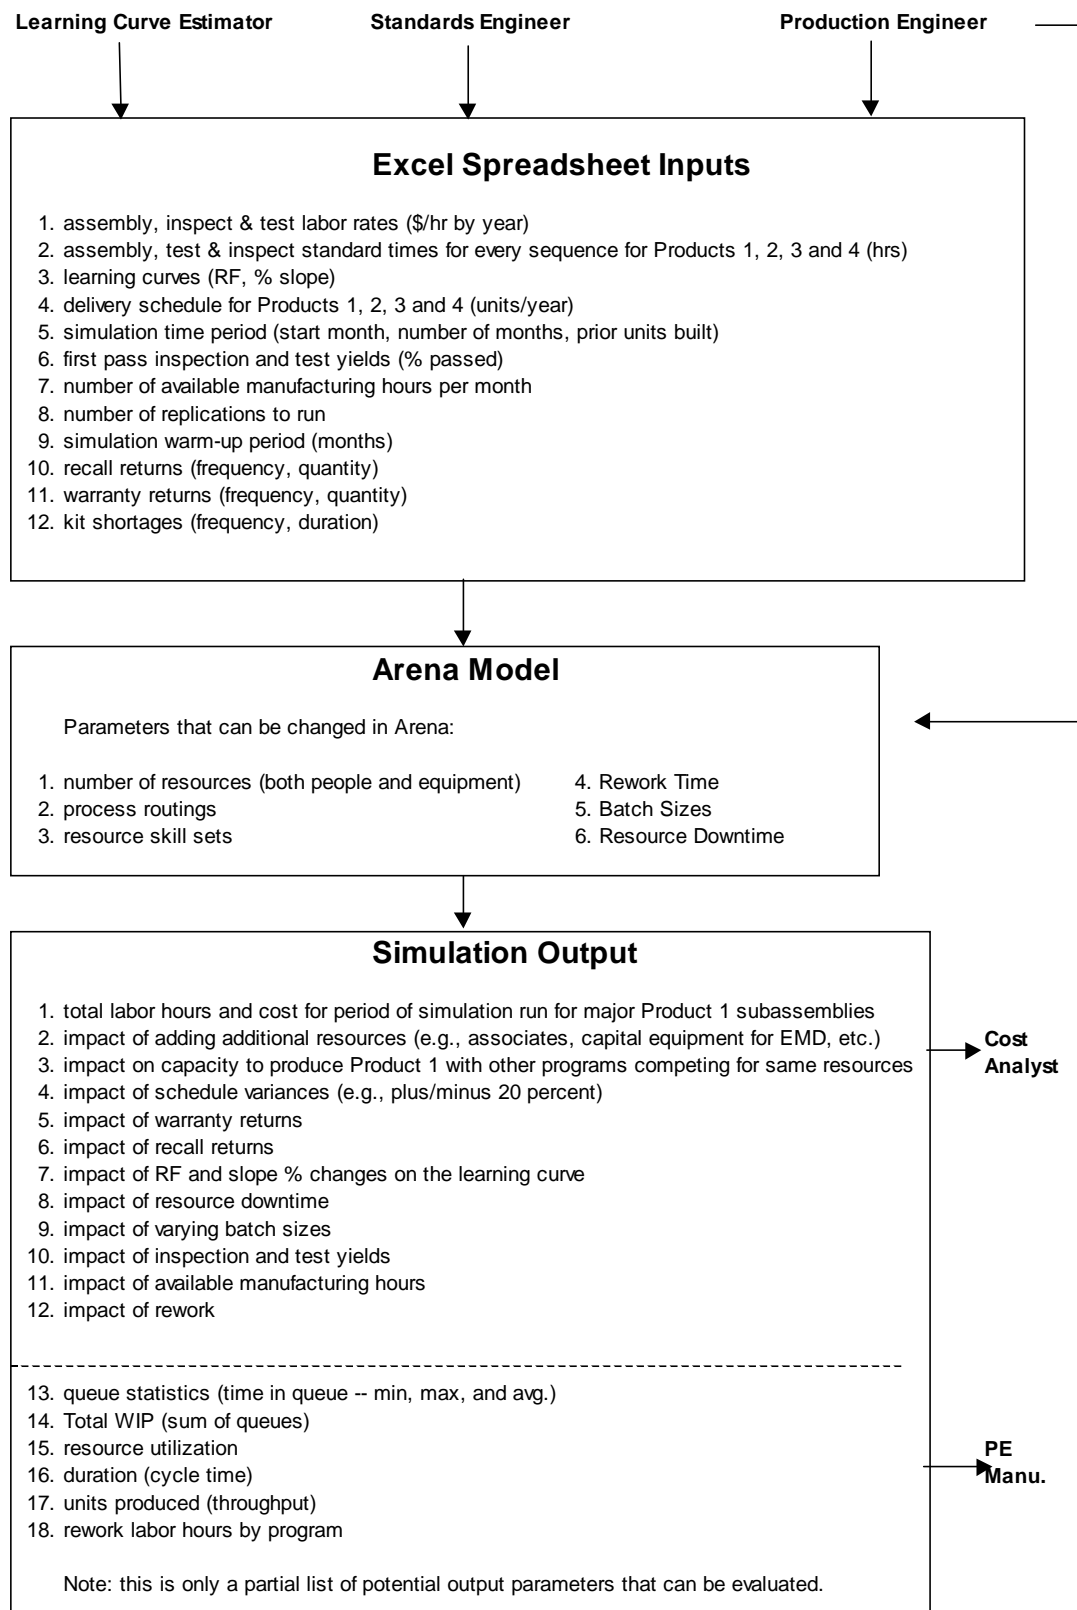 Learning Curve Estimator
Standards Engineer
Production Engineer
Excel Spreadsheet Inputs
1. assembly, inspect & test labor rates ($/hr by year)
2. assembly, test & inspect standard times for every sequence for Products 1, 2, 3 and 4 (hrs)
3. learning curves (RF, % slope)
4. delivery schedule for Products 1, 2, 3 and 4 (units/year)
5. simulation time period (start month, number of months, prior units built)
6. first pass inspection and test yields (% passed)
7. number of available manufacturing hours per month
8. number of replications to run
9. simulation warm-up period (months)
10. recall returns (frequency, quantity)
11. warranty returns (frequency, quantity)
12. kit shortages (frequency, duration)
Arena Model
Parameters that can be changed in Arena:
1. number of resources (both people and equipment)
2. process routings
3. resource skill sets
4. Rework Time
5. Batch Sizes
6. Resource Downtime
Simulation Output
1. total labor hours and cost for period of simulation run for major Product 1 subassemblies
2. impact of adding additional resources (e.g., associates, capital equipment for EMD, etc.)
3. impact on capacity to produce Product 1 with other programs competing for same resources
4. impact of schedule variances (e.g., plus/minus 20 percent)
5. impact of warranty returns
6. impact of recall returns
7. impact of RF and slope % changes on the learning curve
8. impact of resource downtime
9. impact of varying batch sizes
10. impact of inspection and test yields
11. impact of available manufacturing hours
12. impact of rework
Cost
Analyst
13. queue statistics (time in queue -- min, max, and avg.)
14. Total WIP (sum of queues)
15. resource utilization
16. duration (cycle time)
17. units produced (throughput)
18. rework labor hours by program
PE
Manu.
Note: this is only a partial list of potential output parameters that can be evaluated.